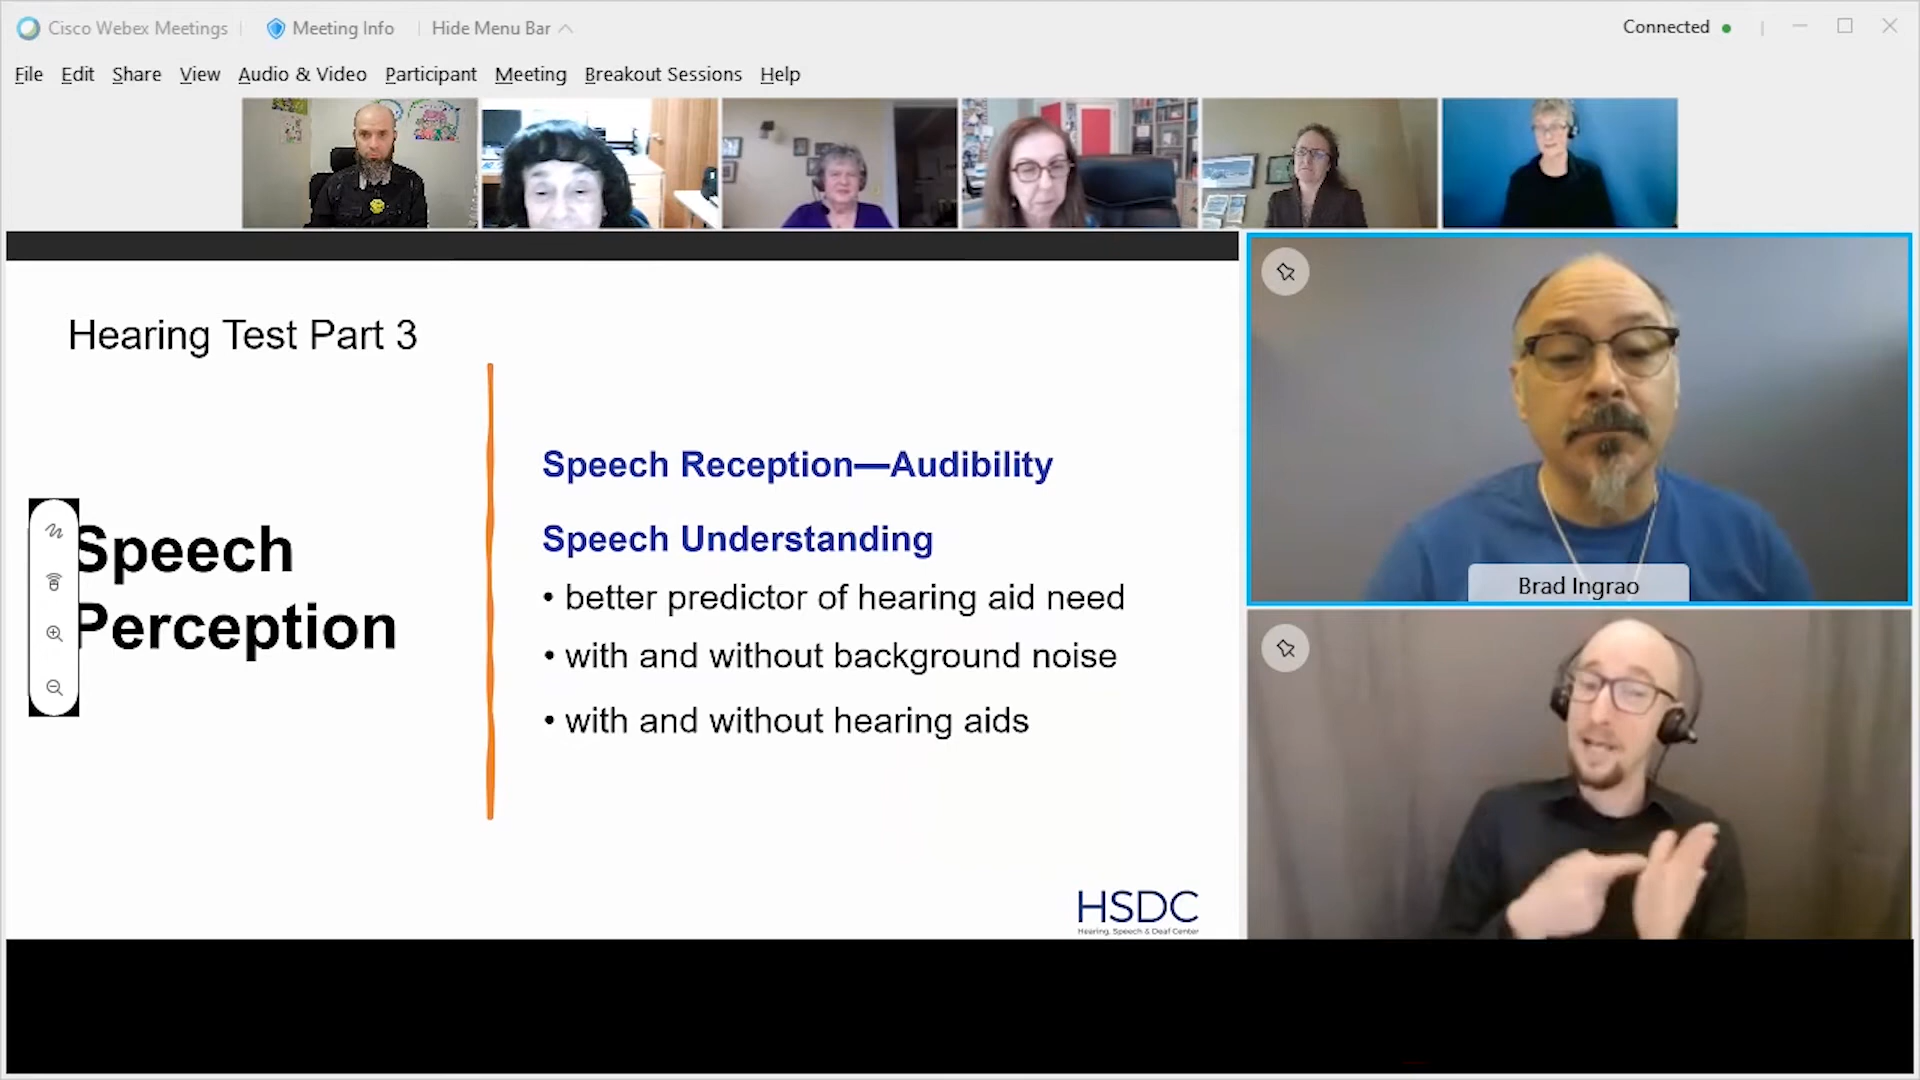 Cisco Webex Meetings
Meeting Info
Hide Menu Bar
Connected
File Edit Share View Audio & Video Participant Meeting Breakout Sessions Help
Hearing Test Part 3
Speech
Perception
Speech Reception—Audibility
Speech Understanding
• better predictor of hearing aid need
• with and without background noise
• with and without hearing aids
HSDC
Hearing, Speech & Deaf Center
Brad Ingrao